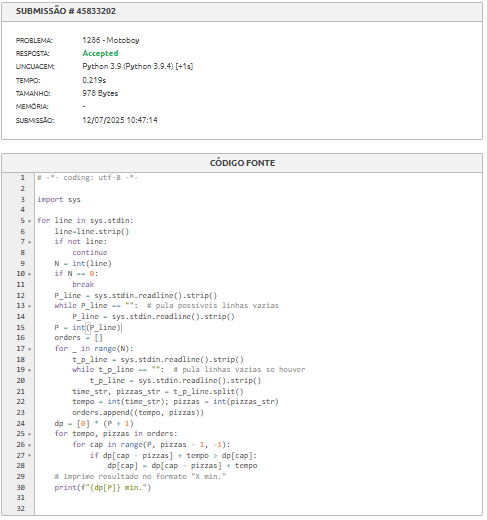 SUBMISSÃO # 45833202
PROBLEMA: 1286 - Motoboy
RESPOSTA: Accepted
LINGUAGEM: Python 3.9 (Python 3.9.4) [+1s]
TEMPO: 0.219s
TAMANHO: 978 Bytes
MEMÓRIA: -
SUBMISSÃO: 12/07/2025 10:47:14
CÓDIGO FONTE
1 # -*- coding: utf-8 -*-
2
3 import sys
4
5 for line in sys.stdin:
6 line=line.strip()
7 if not line:
8 continue
9 N = int(line)
10 if N == 0:
11 break
12 P_line = sys.stdin.readline().strip()
13 while P_line == "": # pula possíveis linhas vazias
14 P_line = sys.stdin.readline().strip()
15 P = int(P_line)
16 orders = []
17 for _ in range(N):
18 t_p_line = sys.stdin.readline().strip()
19 while t_p_line == "": # pula linhas vazias se houver
20 t_p_line = sys.stdin.readline().strip()
21 time_str, pizzas_str = t_p_line.split()
22 tempo = int(time_str); pizzas = int(pizzas_str)
23 orders.append((tempo, pizzas))
24 dp = [0] * (P + 1)
25 for tempo, pizzas in orders:
26 for cap in range(P, pizzas - 1, -1):
27 if dp[cap - pizzas] + tempo > dp[cap]:
28 dp[cap] = dp[cap - pizzas] + tempo
29 # Imprime resultado no formato "X min."
30 print(f"{dp[P]} min.")
31
32